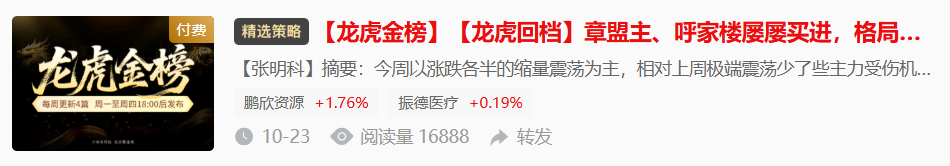 付费
龙虎金榜
每周更新4篇 周一至周四18:00后发布
精选策略 【龙虎金榜】【龙虎回档】章盟主、呼家楼屡屡买进，格局...
【张明科】摘要：今周以涨跌各半的缩量震荡为主，相对上周极端震荡少了些主力受伤机...
鹏欣资源 +1.76% 振德医疗 +0.19%
10-23 阅读量 16888 转发